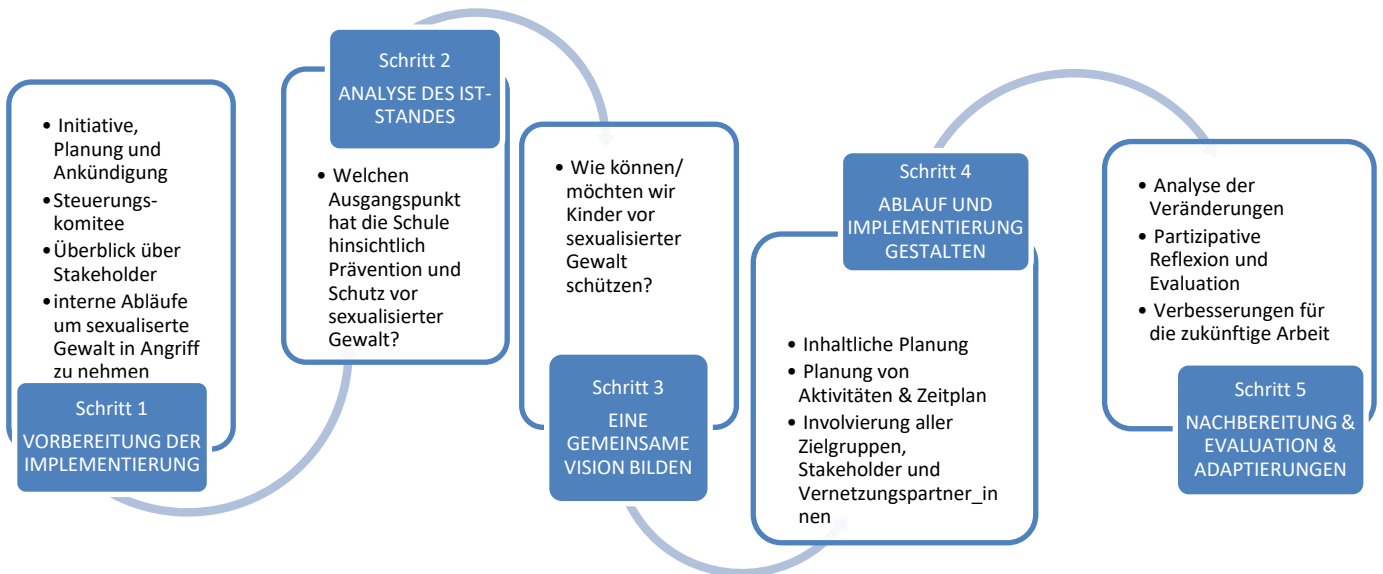 • Initiative,
Planung und
Ankündigung
•Steuerungs-
komitee
•Überblick über
Stakeholder
•interne Abläufe
um sexualiserte
Gewalt in Angriff
zu nehmen
Schritt 1
VORBEREITUNG DER
IMPLEMENTIERUNG
Schritt 2
ANALYSE DES IST-
STANDES
• Welchen
Ausgangspunkt
hat die Schule
hinsichtlich
Prävention und
Schutz vor
sexualisierter
Gewalt?
• Wie können/
möchten wir
Kinder vor
sexualisierter
Gewalt
schützen?
Schritt 3
EINE
GEMEINSAME
VISION BILDEN
Schritt 4
ABLAUF UND
IMPLEMENTIERUNG
GESTALTEN
• Inhaltliche Planung
• Planung von
Aktivitäten & Zeitplan
• Involvierung aller
Zielgruppen,
Stakeholder und
Vernetzungspartner_in
nen
• Analyse der
Veränderungen
• Partizipative
Reflexion und
Evaluation
• Verbesserungen für
die zukünftige Arbeit
Schritt 5
NACHBEREITUNG &
EVALUATION &
ADAPTIERUNGEN